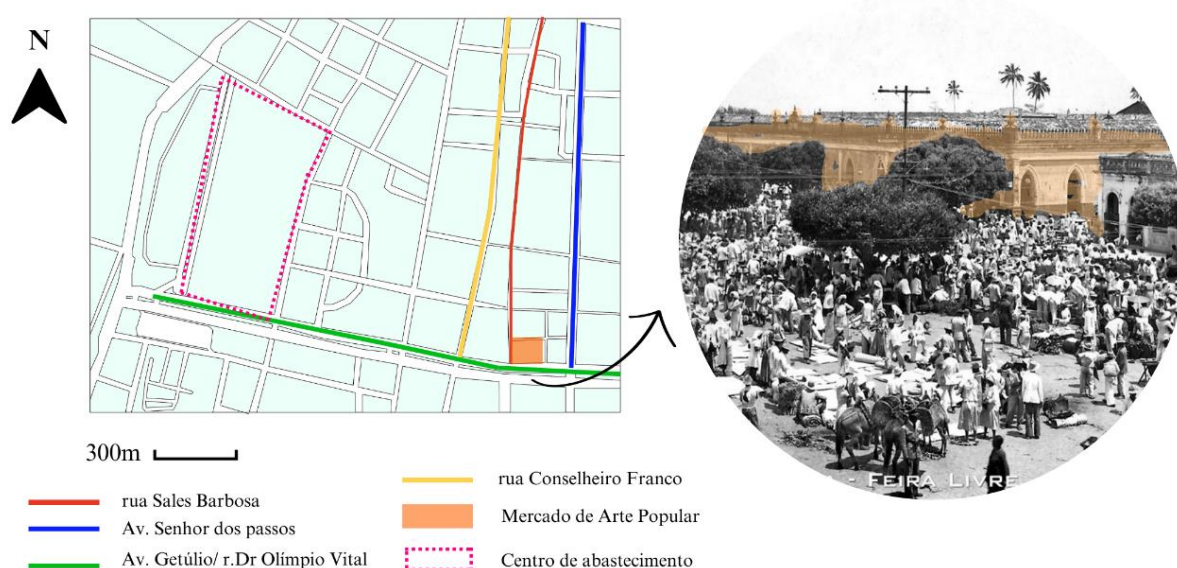 N
300m
rua Sales Barbosa
Av. Senhor dos passos
Av. Getúlio/ r.Dr Olímpio Vital
rua Conselheiro Franco
Mercado de Arte Popular
Centro de abastecimento
- FEIRA LIVRE